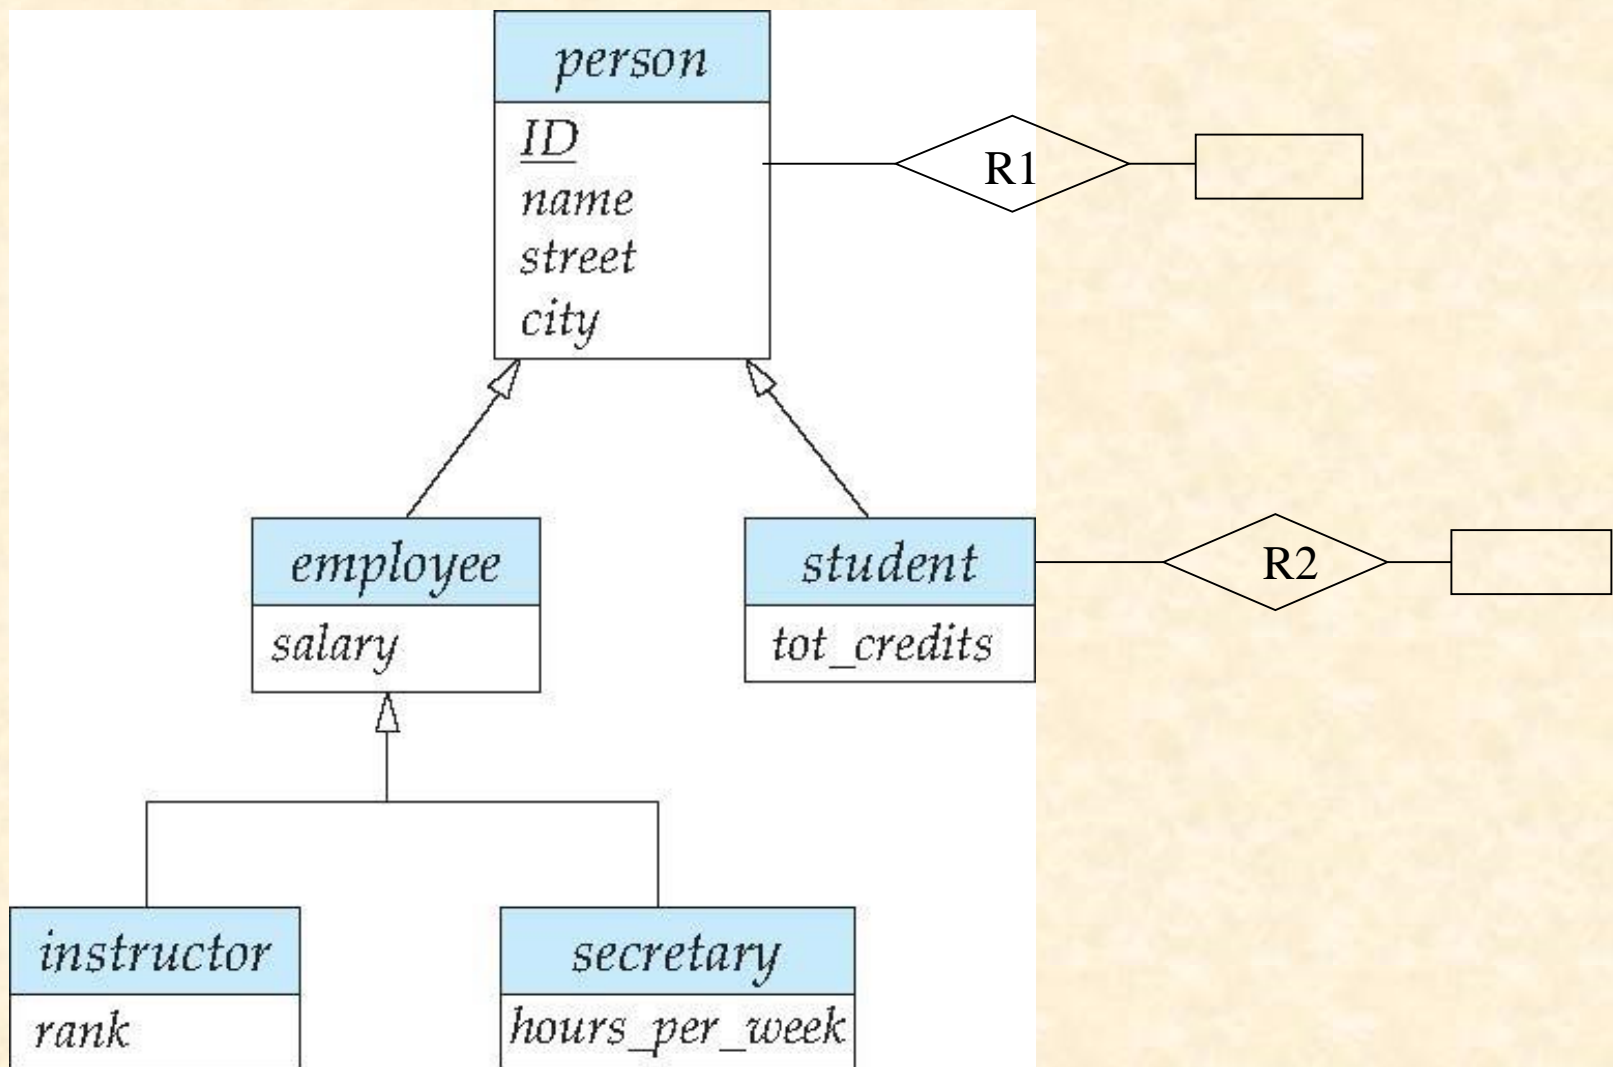 person
ID
name
street
city
R1
employee
salary
student
tot_credits
R2
instructor
rank
secretary
hours_per_week